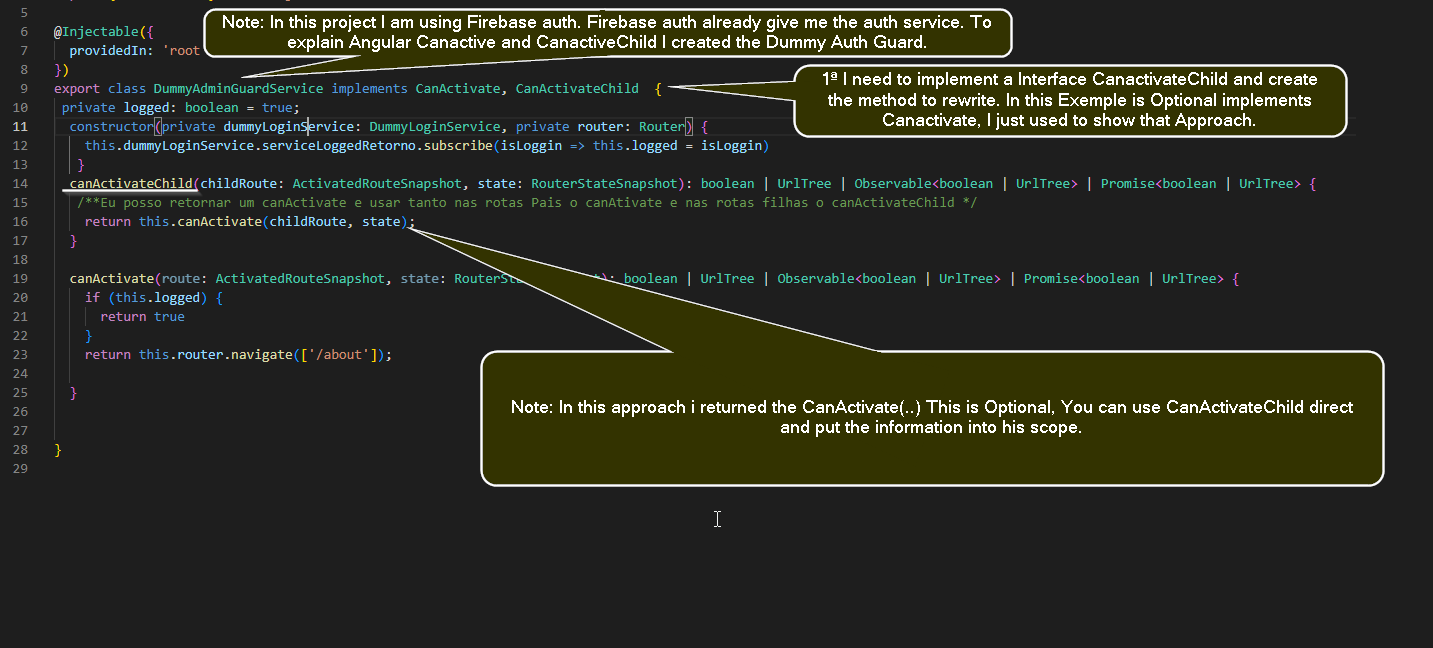 5
6 @Injectable({
7 providedIn: 'root
8 })
Note: In this project I am using Firebase auth. Firebase auth already give me the auth service. To
explain Angular Canactive and CanactiveChild I created the Dummy Auth Guard.
9 export class DummyAdminGuardService implements CanActivate, CanActivateChild {
1ª I need to implement a Interface CanactivateChild and create
the method to rewrite. In this Exemple is Optional implements
Canactivate, I just used to show that Approach.
10 private logged: boolean = true;
11 constructor(private dummyLoginService: DummyLoginService, private router: Router) {
12 this.dummyLoginService.serviceLoggedRetorno.subscribe(isLoggin => this.logged = isLoggin)
13 }
14 canActivateChild(childRoute: ActivatedRouteSnapshot, state: RouterStateSnapshot): boolean | UrlTree | Observable<boolean | UrlTree> | Promise<boolean | UrlTree> {
15 /**Eu posso retornar um canActivate e usar tanto nas rotas Pais o canAtivate e nas rotas filhas o canActivateChild */
16 return this.canActivate(childRoute, state);
17 }
18
19 canActivate(route: ActivatedRouteSnapshot, state: RouterSt t): boolean | UrlTree | Observable<boolean | UrlTree> | Promise<boolean | UrlTree> {
20 if (this.logged) {
21 return true
22 }
23 return this.router.navigate(['/about']);
24
25 }
26
27
28 }
29
Note: In this approach i returned the CanActivate(..) This is Optional, You can use CanActivateChild direct
and put the information into his scope.